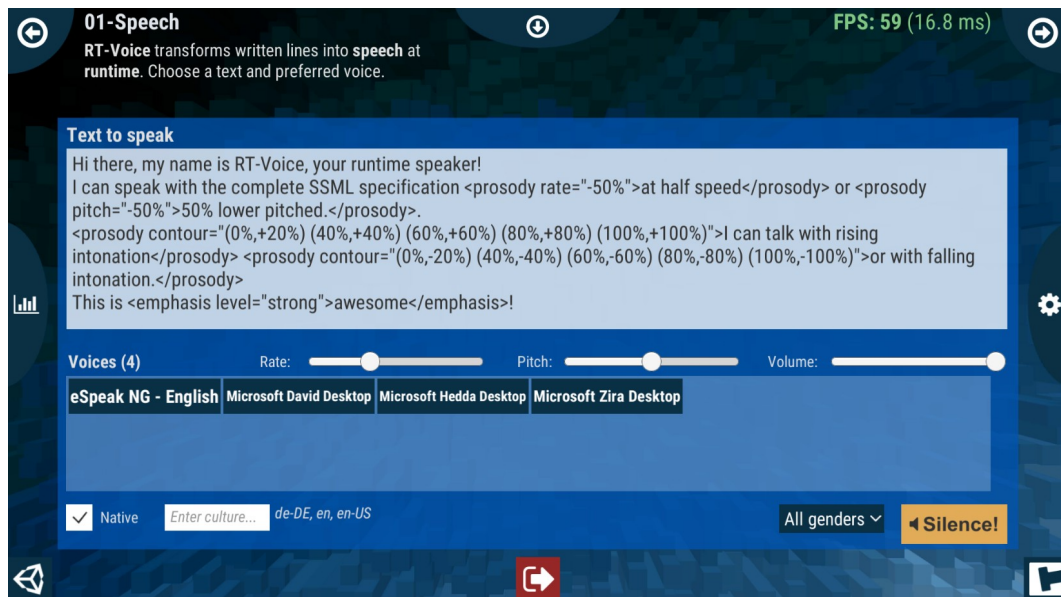 01-Speech
FPS: 59 (16.8 ms)
RT-Voice transforms written lines into speech at
runtime. Choose a text and preferred voice.
Text to speak
Hi there, my name is RT-Voice, your runtime speaker!
I can speak with the complete SSML specification <prosody rate="-50%">at half speed</prosody> or <prosody
pitch="-50%">50% lower pitched.</prosody>.
<prosody contour="(0%,+20%) (40%,+40%) (60%,+60%) (80%,+80%) (100%,+100%)">I can talk with rising
intonation</prosody> <prosody contour="(0%,-20%) (40%,-40%) (60%,-60%) (80%,-80%) (100%,-100%)">or with falling
intonation.</prosody>
This is <emphasis level="strong">awesome</emphasis>!
Voices (4) Rate: Pitch: Volume:
eSpeak NG - English Microsoft David Desktop Microsoft Hedda Desktop Microsoft Zira Desktop
Native Enter culture... de-DE, en, en-US All genders Silence!